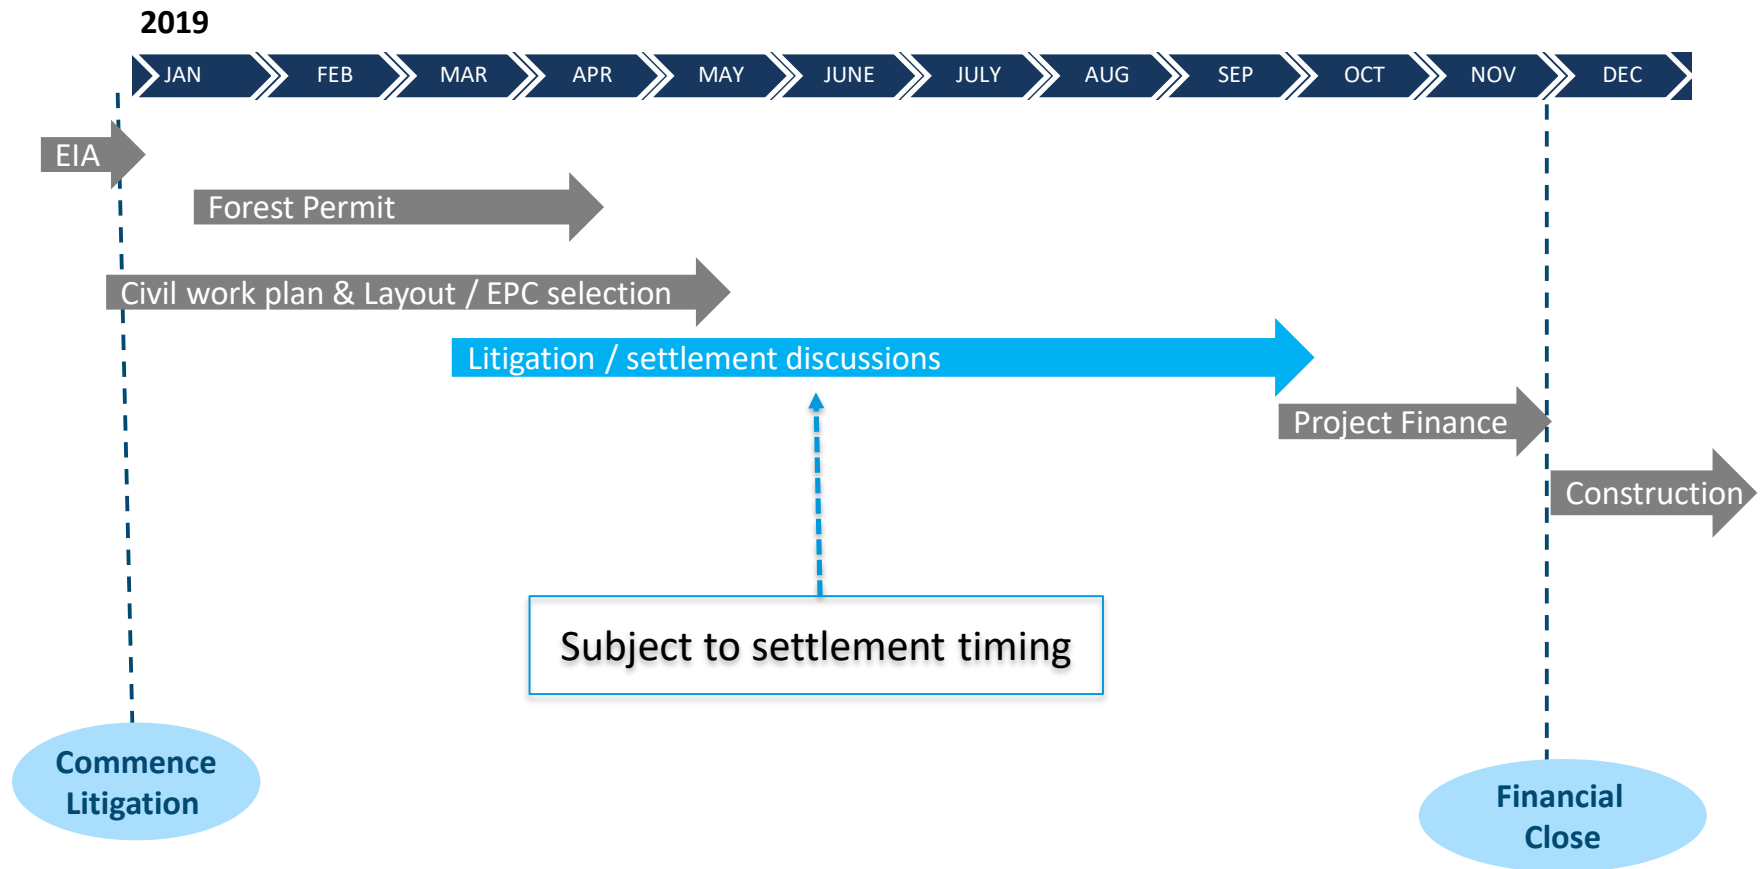 2019
JAN FEB MAR APR MAY JUNE JULY AUG SEP OCT NOV DEC
EIA
Forest Permit
Civil work plan & Layout / EPC selection
Litigation / settlement discussions
Project Finance
Construction
Subject to settlement timing
Commence
Litigation
Financial
Close